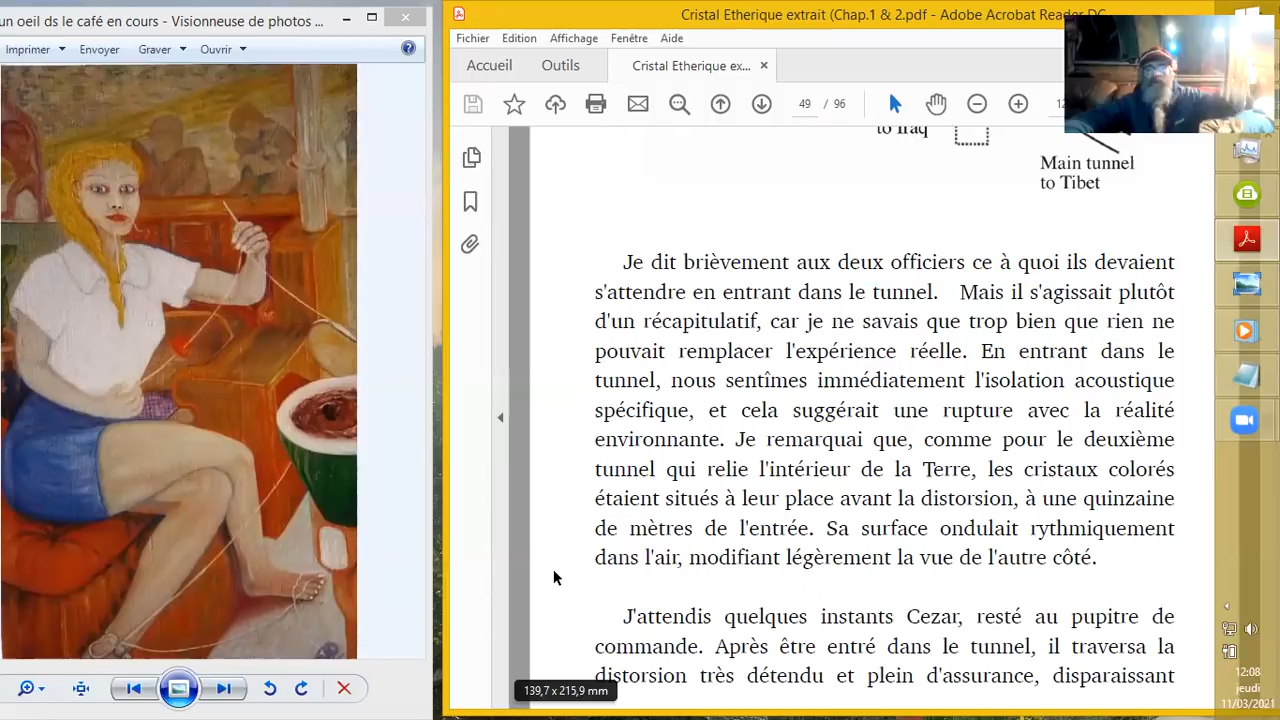 un oeil ds le café en cours - Visionneuse de photos ...
Imprimer
Envoyer
Graver
Ouvrir
Cristal Etherique extrait (Chap.1 & 2.pdf - Adobe Acrobat Reader DC
Fichier Edition Affichage Fenêtre Aide
Accueil
Outils
Cristal Etherique ex...
49 / 96
to Iraq
Main tunnel
to Tibet
Je dit brièvement aux deux officiers ce à quoi ils devaient
s'attendre en entrant dans le tunnel. Mais il s'agissait plutôt
d'un récapitulatif, car je ne savais que trop bien que rien ne
pouvait remplacer l'expérience réelle. En entrant dans le
tunnel, nous sentîmes immédiatement l'isolation acoustique
spécifique, et cela suggérait une rupture avec la réalité
environnante. Je remarquai que, comme pour le deuxième
tunnel qui relie l'intérieur de la Terre, les cristaux colorés
étaient situés à leur place avant la distorsion, à une quinzaine
de mètres de l'entrée. Sa surface ondulait rythmiquement
dans l'air, modifiant légèrement la vue de l'autre côté.
J'attendis quelques instants Cezar, resté au pupitre de
commande. Après être entré dans le tunnel, il traversa la
distorsion très détendu et plein d'assurance, disparaissant
139,7 x 215,9 mm
12:08
jeudi
11/03/2021